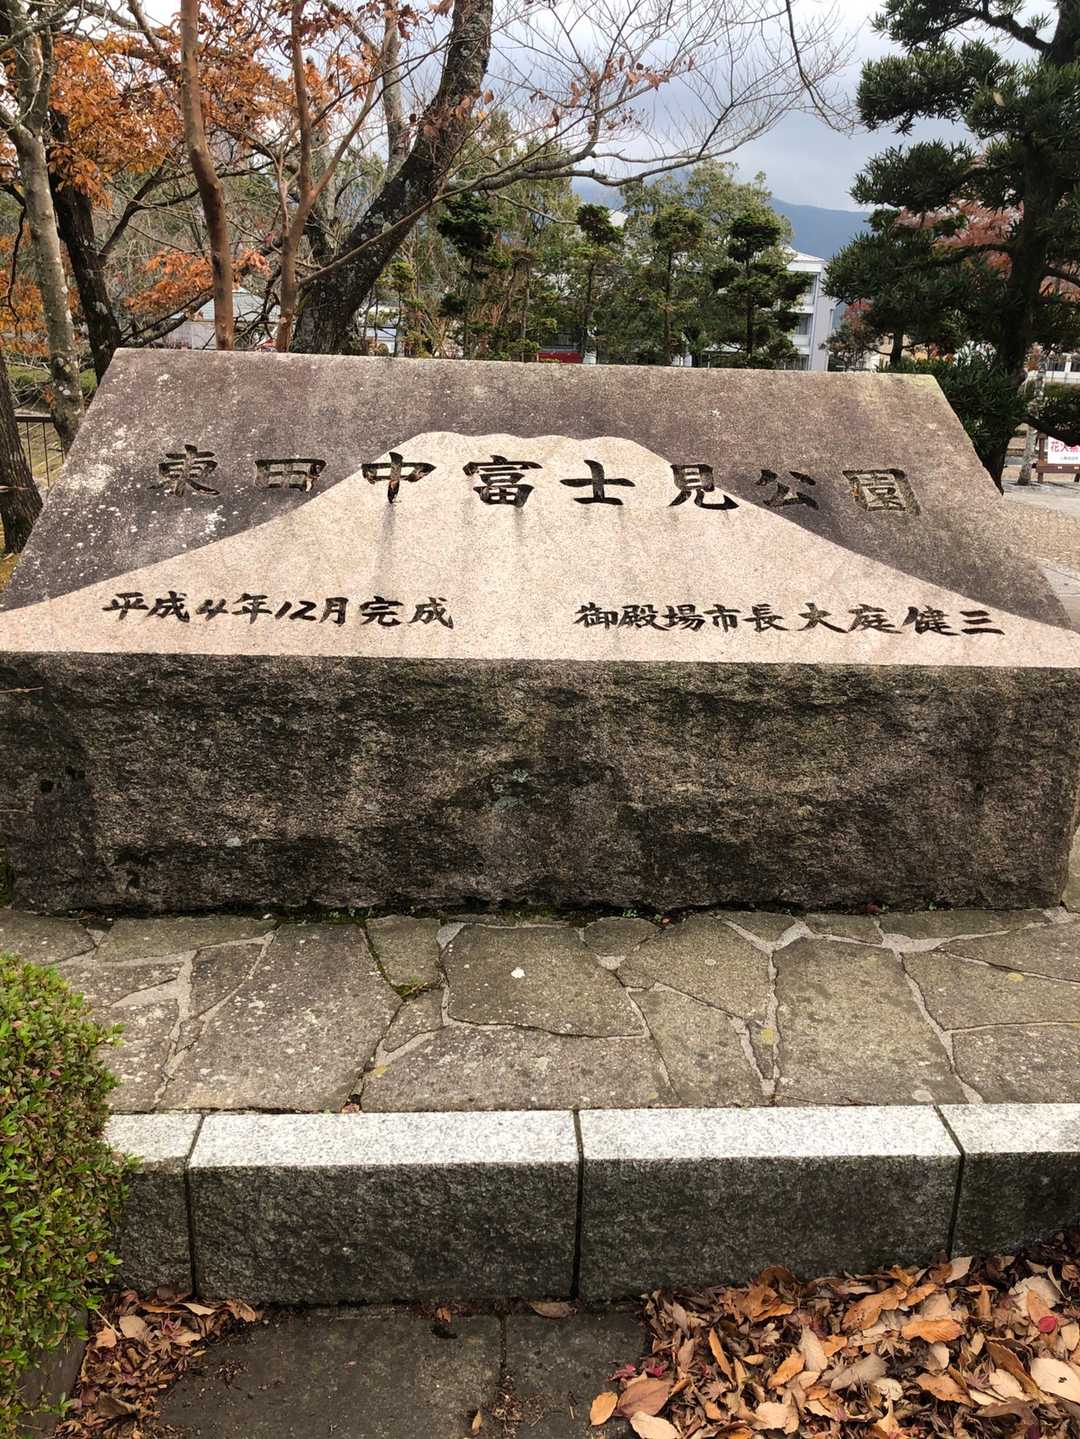 東田中富士見公園
平成4年12月完成
御殿場市長大庭健三